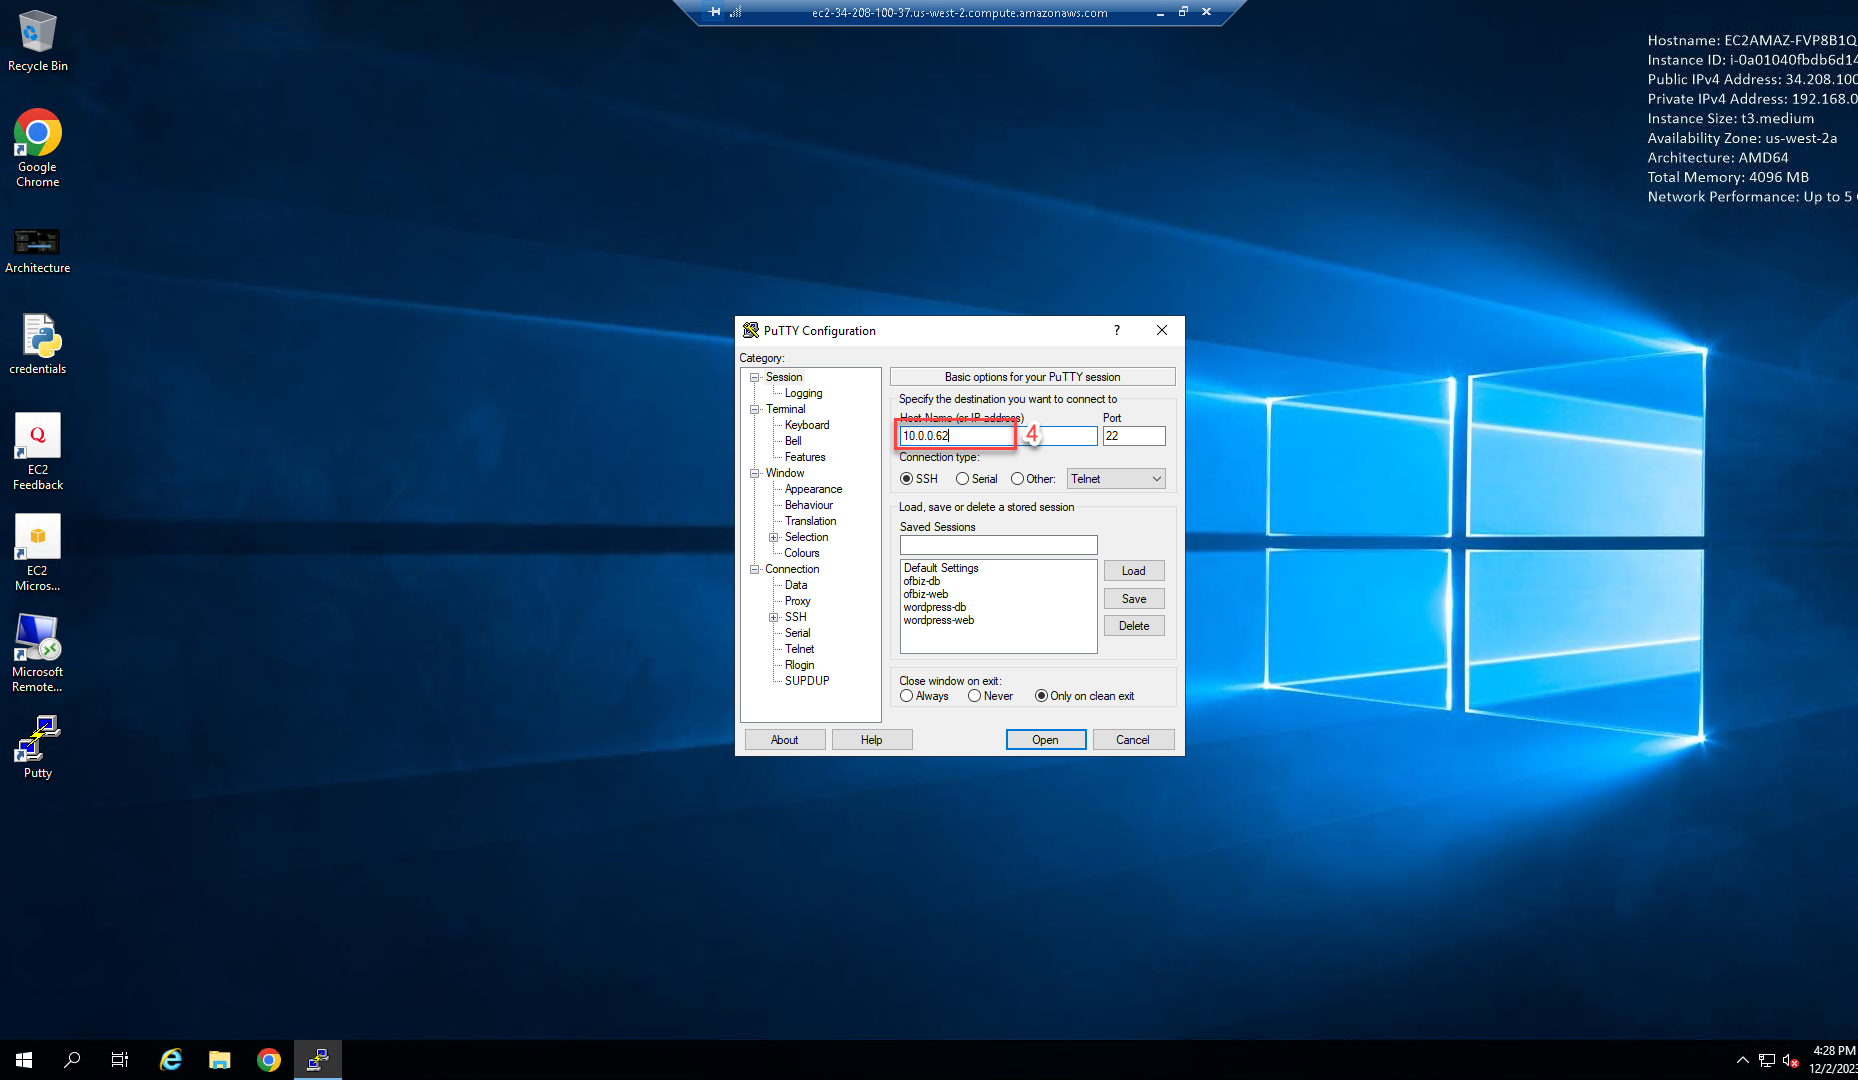 ec2-34-208-100-37.us-west-2.compute.amazonaws.com
Recycle Bin
Google
Chrome
Architecture
credentials
EC2
Feedback
EC2
Micros...
Microsoft
Remote...
Putty
Hostname: EC2AMAZ-FVP8B1Q
Instance ID: i-0a01040fbdb6d14
Public IPv4 Address: 34.208.100
Private IPv4 Address: 192.168.0
Instance Size: t3.medium
Availability Zone: us-west-2a
Architecture: AMD64
Total Memory: 4096 MB
Network Performance: Up to 5
PuTTY Configuration
?
Category:
Session
Logging
Terminal
Keyboard
Bell
Features
Window
Appearance
Behaviour
Translation
Selection
Colours
Connection
Data
Proxy
SSH
Serial
Telnet
Rlogin
SUPDUP
Basic options for your PuTTY session
Specify the destination you want to connect to
Host Name (or IP address) Port
10.0.0.62 4 22
Connection type:
SSH Serial Other: Telnet
Load, save or delete a stored session
Saved Sessions
Default Settings
ofbiz-db
ofbiz-web
wordpress-db
wordpress-web
Load
Save
Delete
Close window on exit:
Always Never Only on clean exit
About Help Open Cancel
4:28 PM
12/2/2023